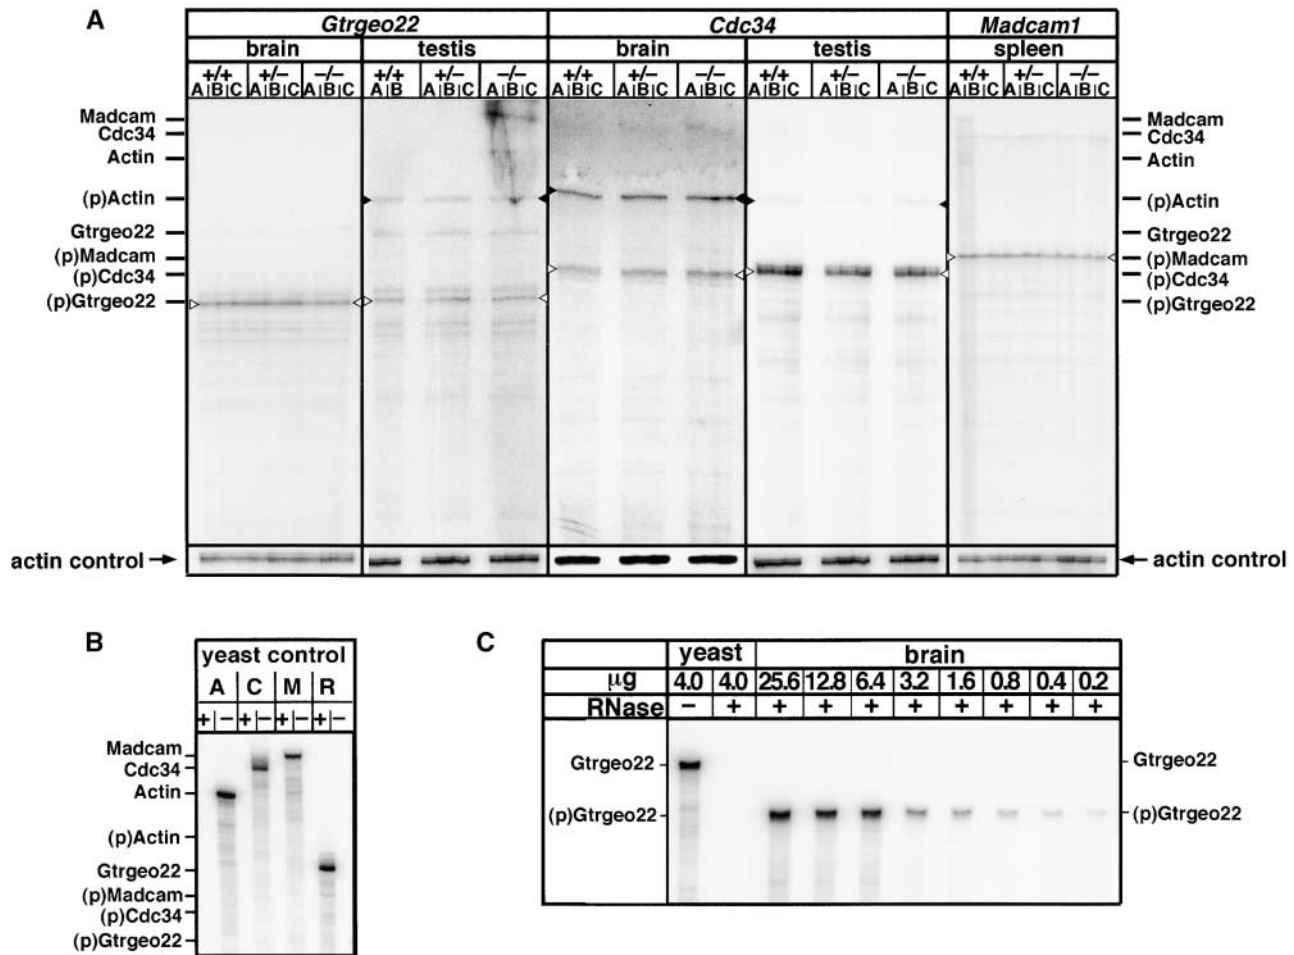 A
Gtrgeo22 Cdc34 Madcam1
brain testis brain testis spleen
+/+ +/− −/− +/+ +/− −/− +/+ +/− −/− +/+ +/− −/− +/+ +/− −/−
A|B|C A|B|C A|B|C A|B A|B|C A|B|C A|B|C A|B|C A|B|C A|B|C A|B|C A|B|C A|B|C A|B|C A|B|C
Madcam Madcam
Cdc34 Cdc34
Actin Actin
(p)Actin (p)Actin
Gtrgeo22 Gtrgeo22
(p)Madcam (p)Madcam
(p)Cdc34 (p)Cdc34
(p)Gtrgeo22 (p)Gtrgeo22
actin control → ← actin control
B
yeast control
A C M R
+|− +|− +|− +|−
Madcam
Cdc34
Actin
(p)Actin
Gtrgeo22
(p)Madcam
(p)Cdc34
(p)Gtrgeo22
C
yeast brain
µg 4.0 4.0 25.6 12.8 6.4 3.2 1.6 0.8 0.4 0.2
RNase − + + + + + + + + +
Gtrgeo22 Gtrgeo22
(p)Gtrgeo22 (p)Gtrgeo22